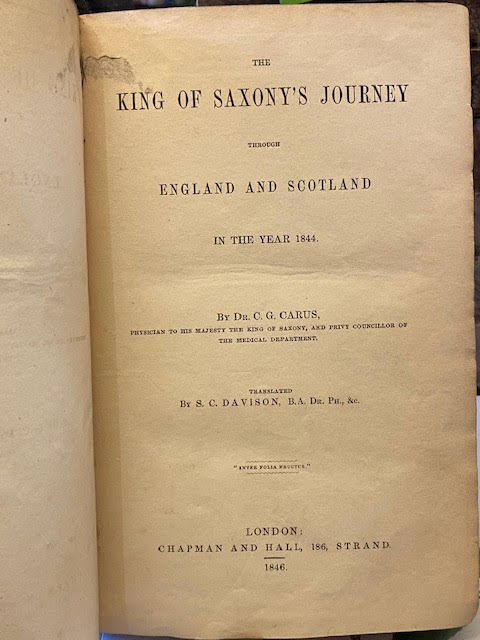 THE
KING OF SAXONY'S JOURNEY
THROUGH
ENGLAND AND SCOTLAND
IN THE YEAR 1844.
BY DR. C. G. CARUS,
PHYSICIAN TO HIS MAJESTY THE KING OF SAXONY, AND PRIVY COUNCILLOR OF
THE MEDICAL DEPARTMENT.
TRANSLATED
BY S. C. DAVISON, B.A. DR. PH., &c.
"INTER FOLIA FRUCTUS."
LONDON:
CHAPMAN AND HALL, 186, STRAND.
1846.